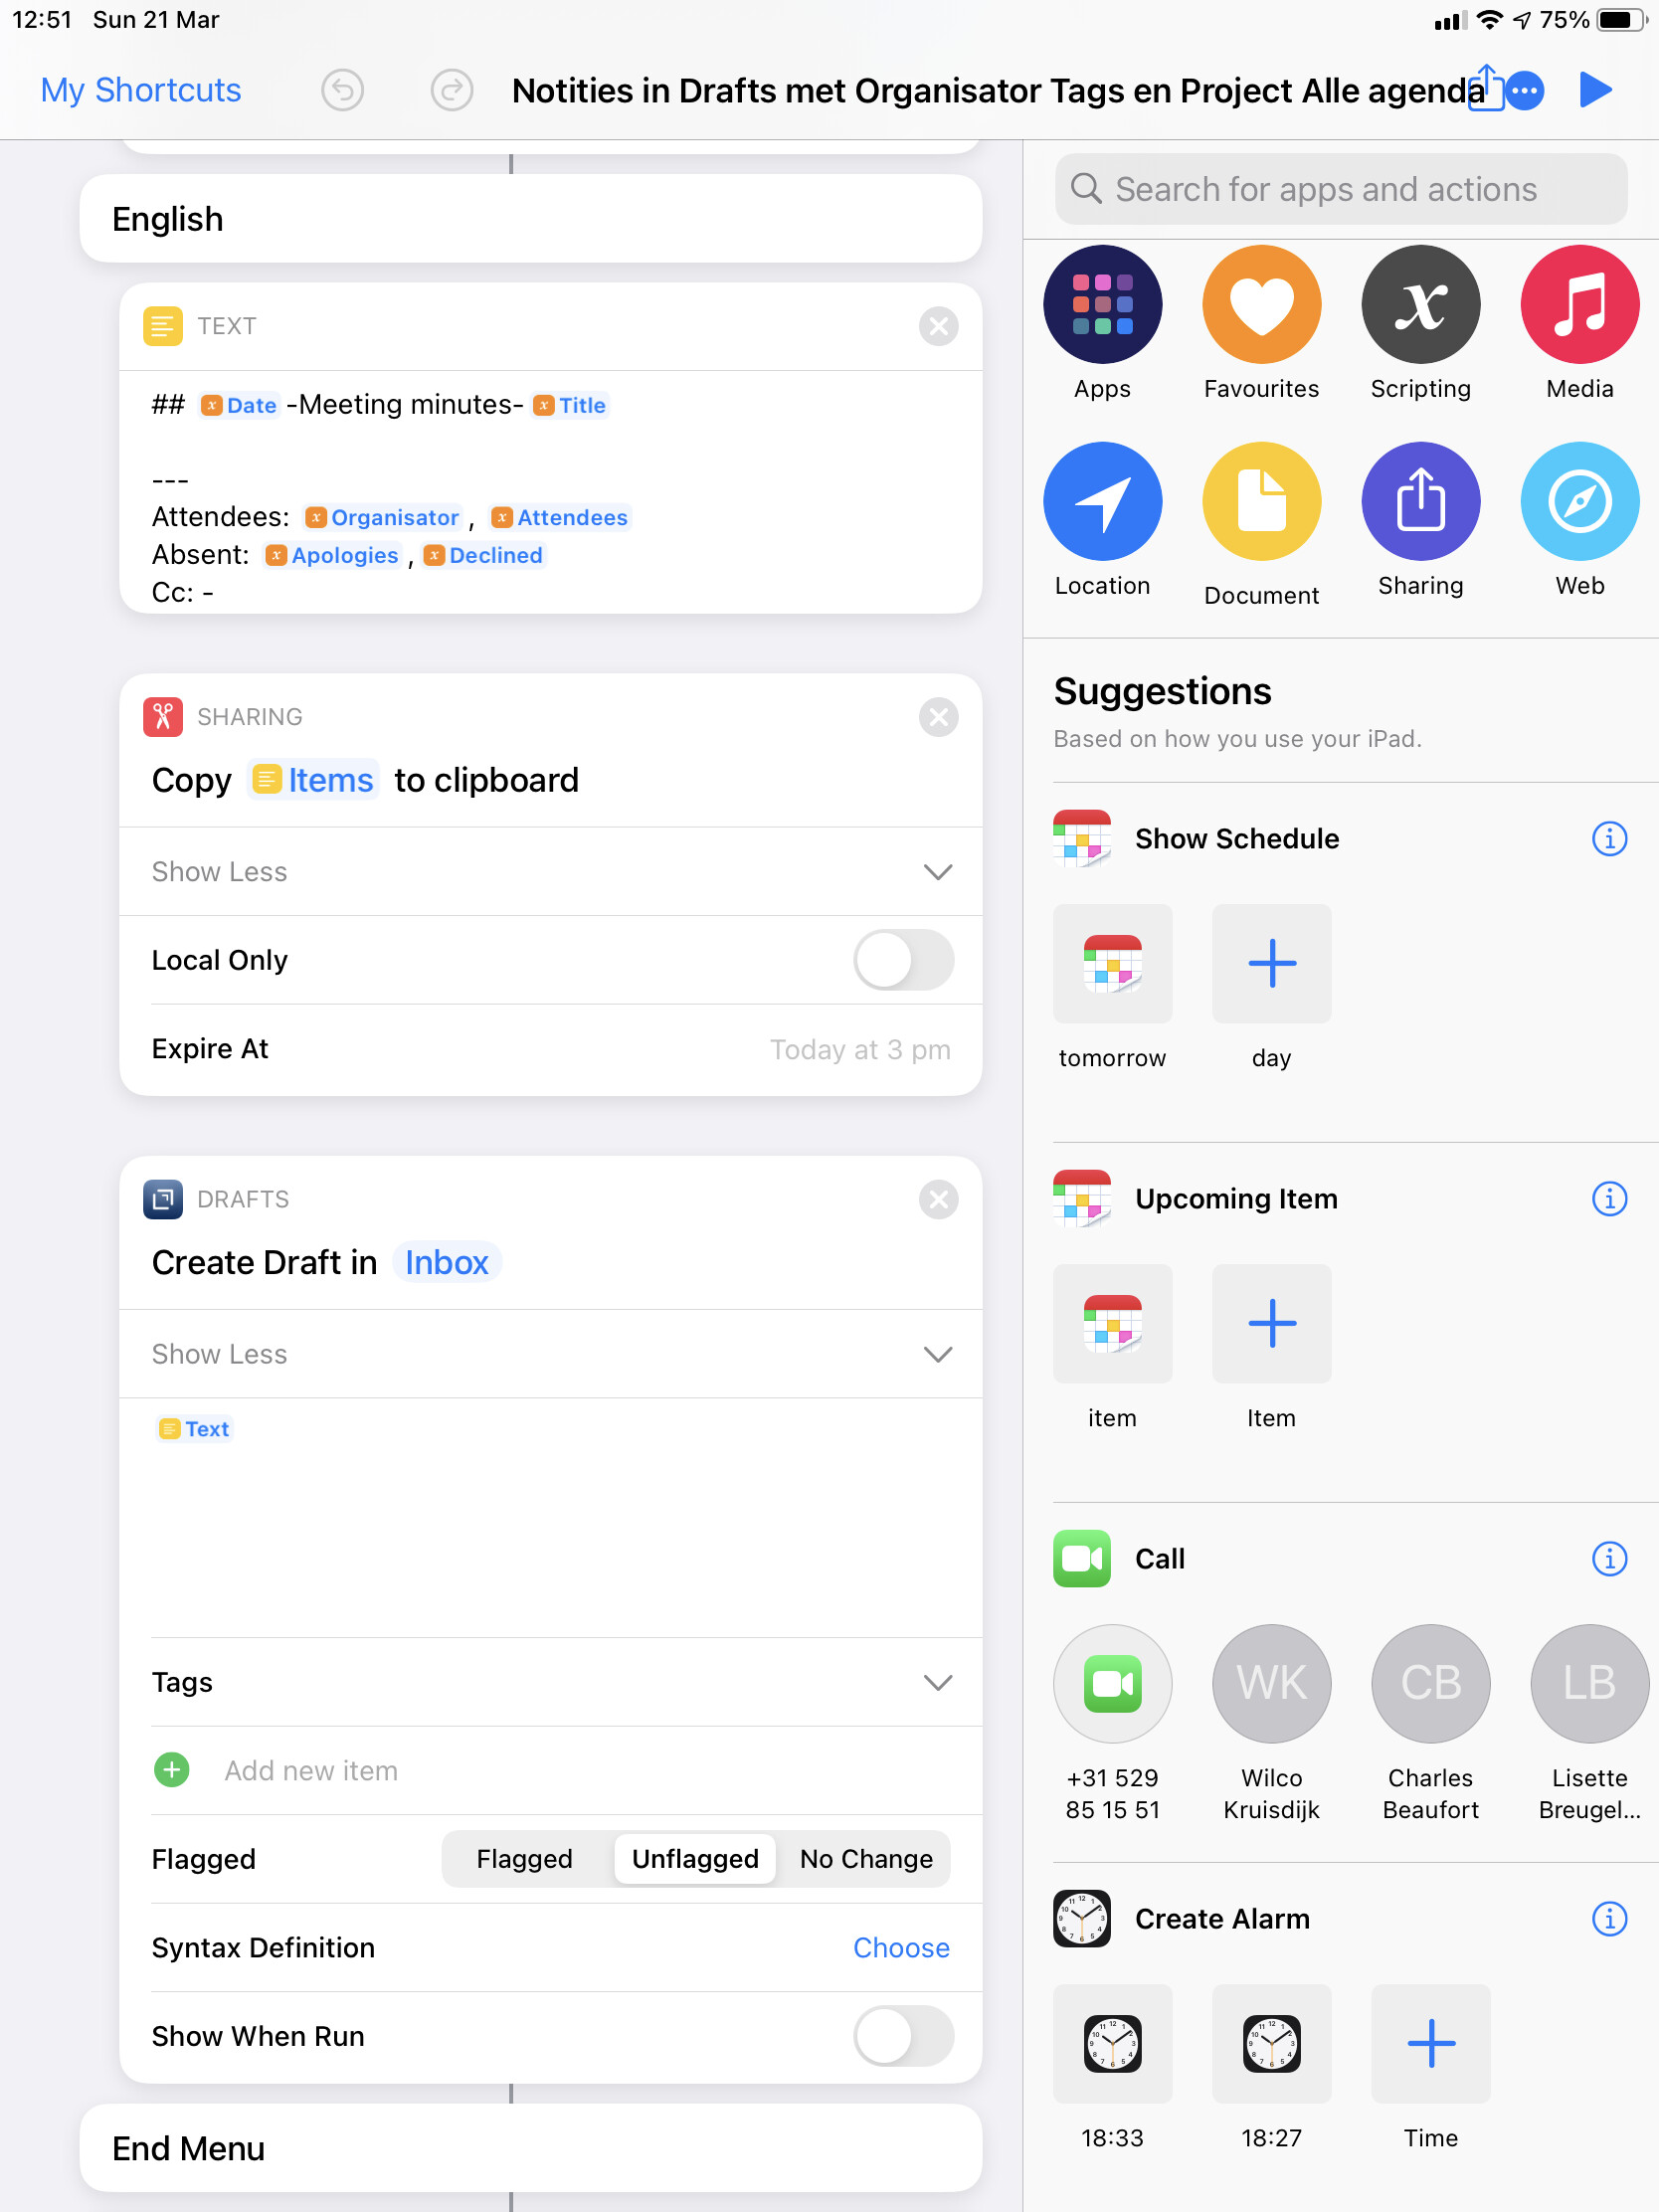 12:51 Sun 21 Mar
75%
My Shortcuts
Notities in Drafts met Organisator Tags en Project Alle agenda
English
TEXT
## x Date -Meeting minutes- x Title
---
Attendees: x Organisator , x Attendees
Absent: x Apologies , x Declined
Cc: -
SHARING
Copy Items to clipboard
Show Less
Local Only
Expire At Today at 3 pm
DRAFTS
Create Draft in Inbox
Show Less
Text
Tags
Add new item
Flagged Flagged Unflagged No Change
Syntax Definition Choose
Show When Run
End Menu
Search for apps and actions
Apps Favourites Scripting Media
Location Document Sharing Web
Suggestions
Based on how you use your iPad.
Show Schedule
tomorrow day
Upcoming Item
item Item
Call
WK CB LB
+31 529 Wilco Charles Lisette
85 15 51 Kruisdijk Beaufort Breugel...
Create Alarm
18:33 18:27 Time